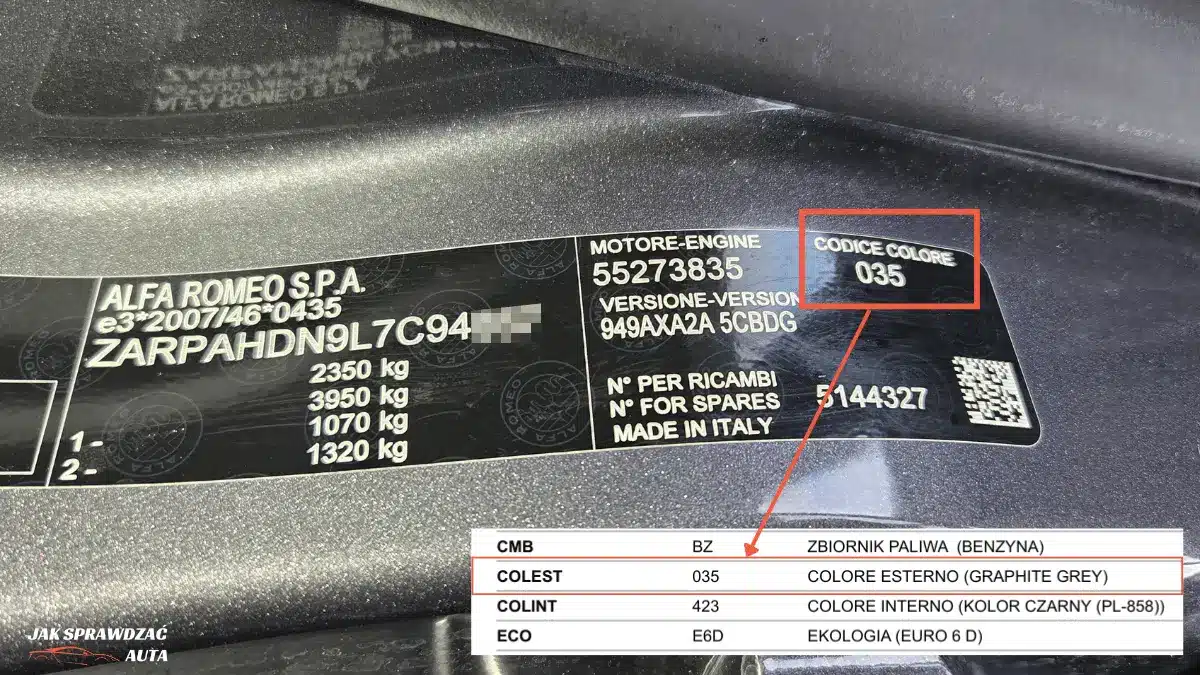 ALFA ROMEO S.P.A.
e3*2007/46*0435
ZARPAHDN9L7C94
2350 kg
3950 kg
1 - 1070 kg
2 - 1320 kg
MOTORE-ENGINE
55273835
VERSIONE-VERSION
949AXA2A 5CBDG
N° PER RICAMBI
N° FOR SPARES 5144327
MADE IN ITALY
CODICE COLORE
035
CMB BZ ZBIORNIK PALIWA (BENZYNA)
COLEST 035 COLORE ESTERNO (GRAPHITE GREY)
COLINT 423 COLORE INTERNO (KOLOR CZARNY (PL-858))
ECO E6D EKOLOGIA (EURO 6 D)
JAK SPRAWDZAĆ
AUTA